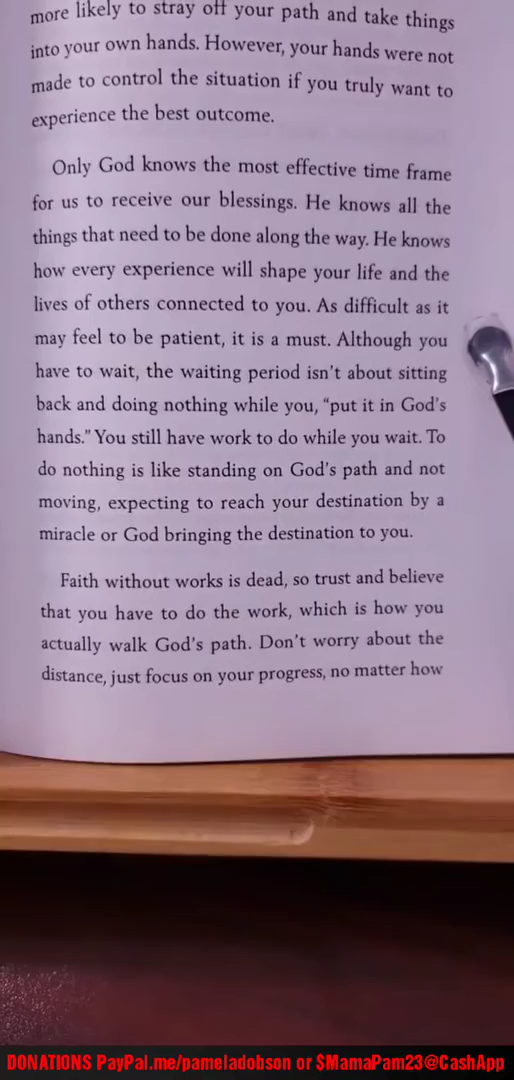 more likely to stray off your path and take things
into your own hands. However, your hands were not
made to control the situation if you truly want to
experience the best outcome.
Only God knows the most effective time frame
for us to receive our blessings. He knows all the
things that need to be done along the way. He knows
how every experience will shape your life and the
lives of others connected to you. As difficult as it
may feel to be patient, it is a must. Although you
have to wait, the waiting period isn't about sitting
back and doing nothing while you, “put it in God's
hands.” You still have work to do while you wait. To
do nothing is like standing on God's path and not
moving, expecting to reach your destination by a
miracle or God bringing the destination to you.
Faith without works is dead, so trust and believe
that you have to do the work, which is how you
actually walk God's path. Don't worry about the
distance, just focus on your progress, no matter how
DONATIONS PayPal.me/pameladobson or $MamaPam23@CashApp